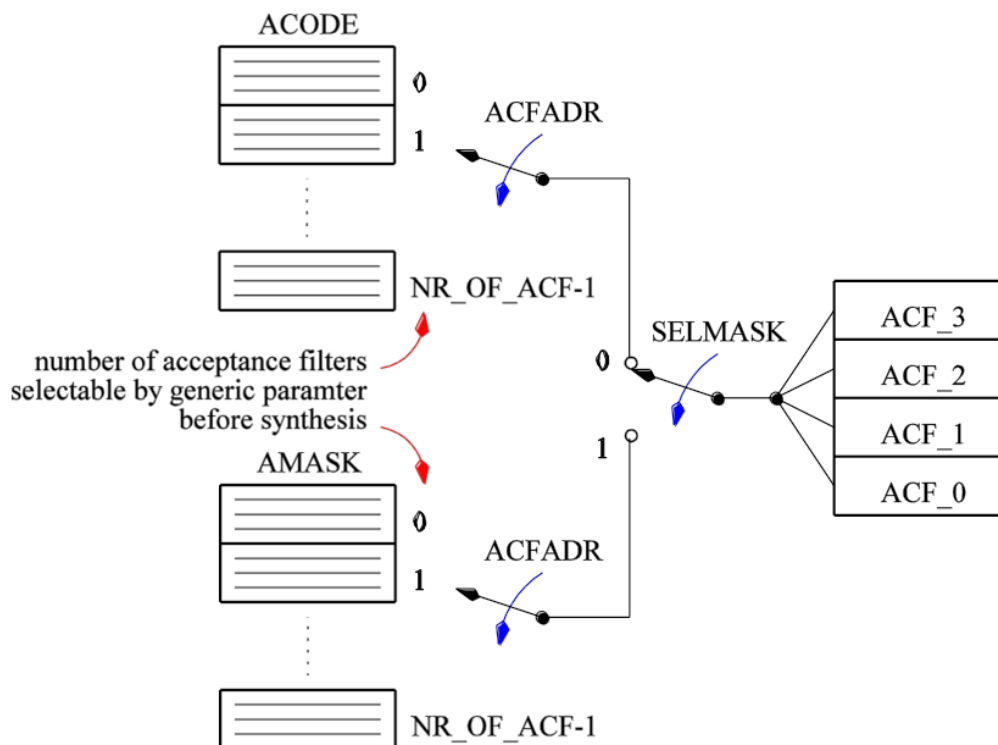 ACODE
0
1
ACFADR
NR_OF_ACF-1
number of acceptance filters
selectable by generic paramter
before synthesis
SELMASK
0
1
ACF_3
ACF_2
ACF_1
ACF_0
AMASK
0
1
ACFADR
NR_OF_ACF-1